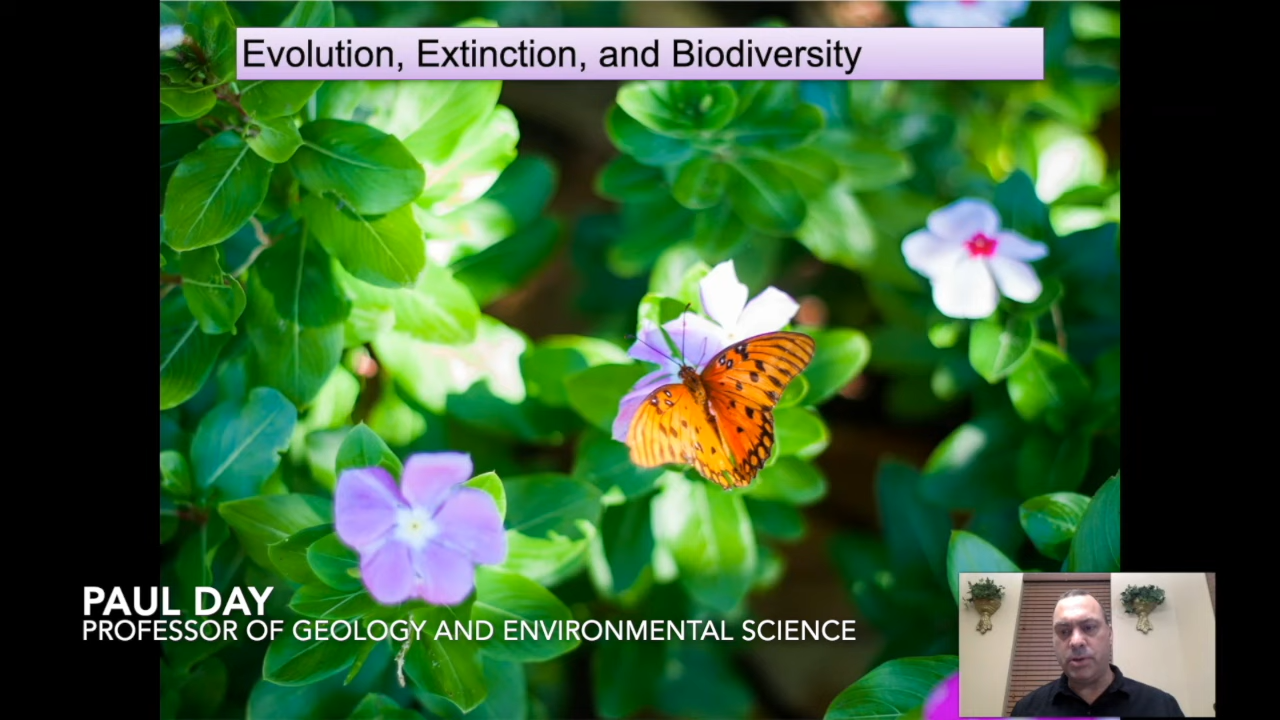 Evolution, Extinction, and Biodiversity
PAUL DAY
PROFESSOR OF GEOLOGY AND ENVIRONMENTAL SCIENCE